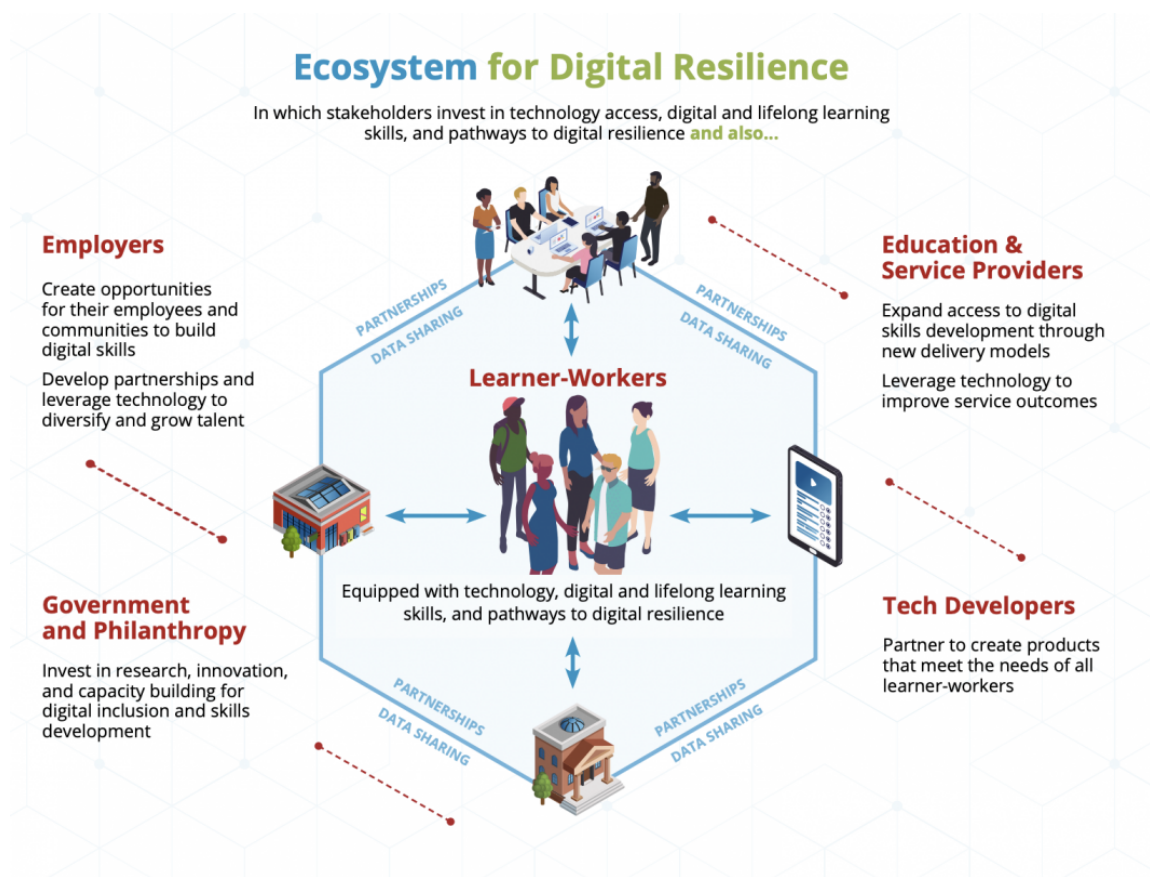 Ecosystem for Digital Resilience
In which stakeholders invest in technology access, digital and lifelong learning
skills, and pathways to digital resilience and also...
Employers
Create opportunities
for their employees and
communities to build
digital skills
Develop partnerships and
leverage technology to
diversify and grow talent
Education &
Service Providers
Expand access to digital
skills development through
new delivery models
Leverage technology to
improve service outcomes
PARTNERSHIPS
DATA SHARING
PARTNERSHIPS
DATA SHARING
Learner-Workers
Equipped with technology, digital and lifelong learning
skills, and pathways to digital resilience
Government
and Philanthropy
Invest in research, innovation,
and capacity building for
digital inclusion and skills
development
Tech Developers
Partner to create products
that meet the needs of all
learner-workers
PARTNERSHIPS
DATA SHARING
PARTNERSHIPS
DATA SHARING